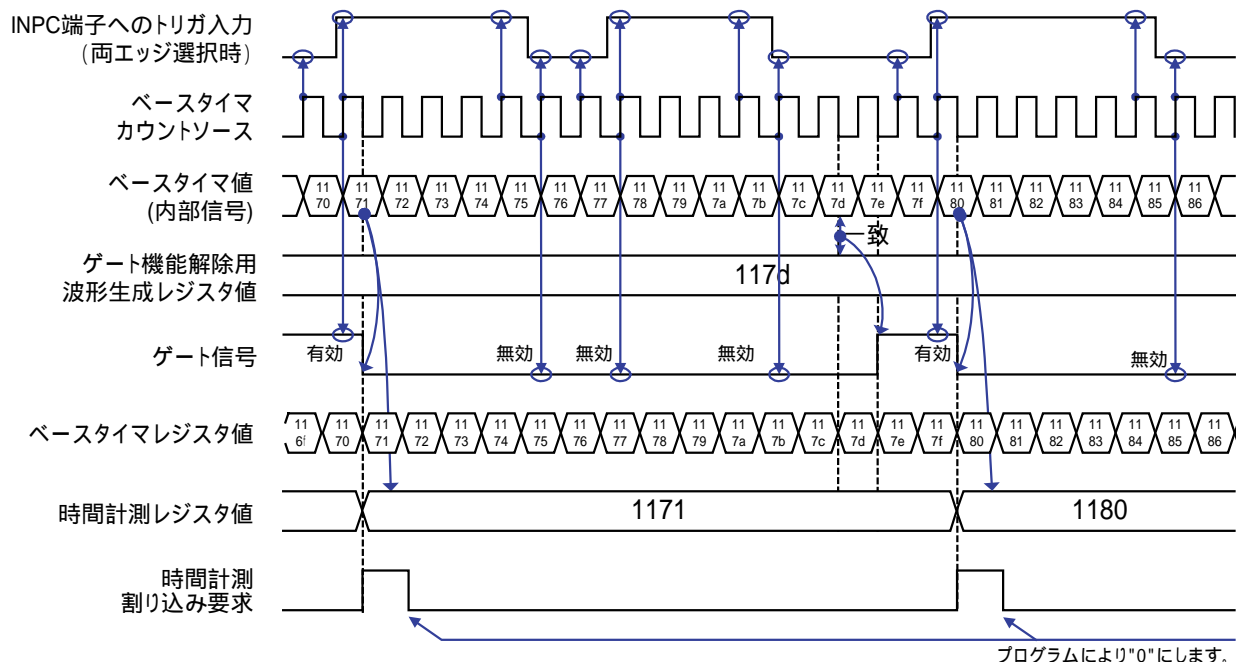 INPC端子へのトリガ入力
(両エッジ選択時)
ベースタイマ
カウントソース
ベースタイマ値
(内部信号)
11 70 11 71 11 72 11 73 11 74 11 75 11 76 11 77 11 78 11 79 11 7a 11 7b 11 7c 11 7d 11 7e 11 7f 11 80 11 81 11 82 11 83 11 84 11 85 11 86
一致
ゲート機能解除用
波形生成レジスタ値
117d
ゲート信号
有効 無効 無効 無効 有効 無効
ベースタイマレジスタ値
11 6f 11 70 11 71 11 72 11 73 11 74 11 75 11 76 11 77 11 78 11 79 11 7a 11 7b 11 7c 11 7d 11 7e 11 7f 11 80 11 81 11 82 11 83 11 84 11 85 11 86
時間計測レジスタ値
1171 1180
時間計測
割り込み要求
プログラムにより"0"にします。